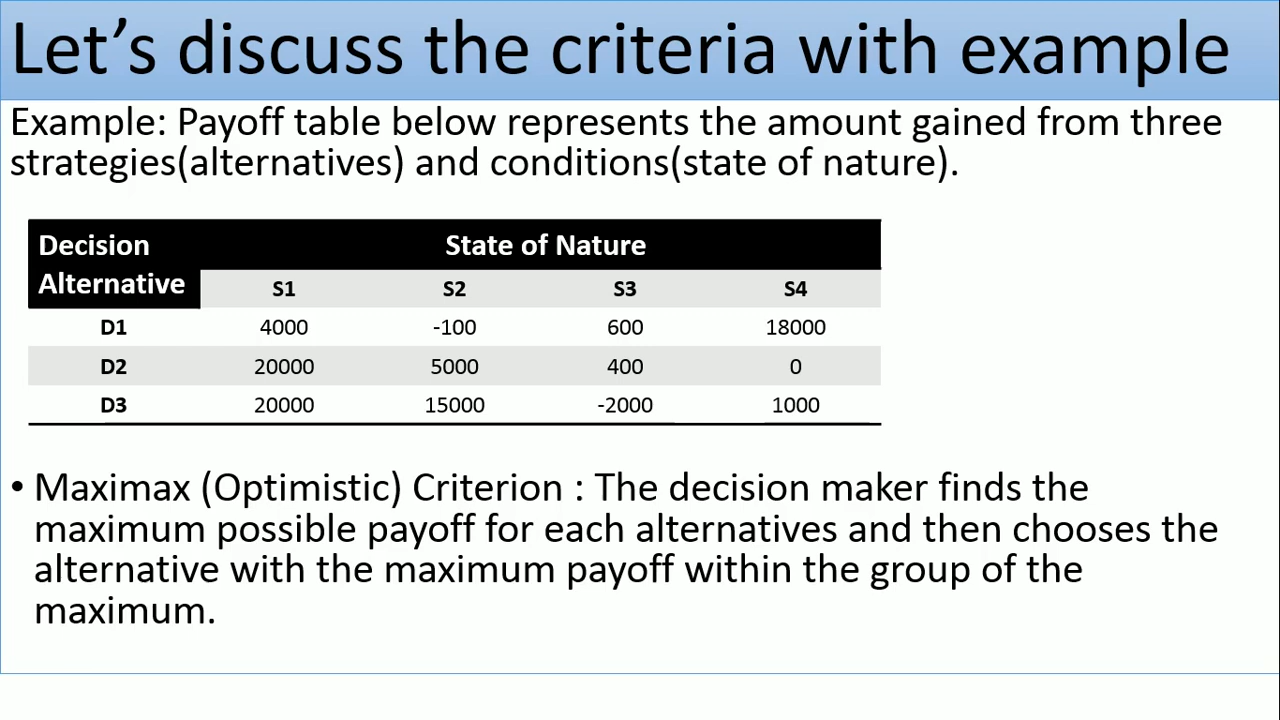 Let’s discuss the criteria with example
Example: Payoff table below represents the amount gained from three
strategies(alternatives) and conditions(state of nature).
Decision Alternative State of Nature
S1 S2 S3 S4
D1 4000 -100 600 18000
D2 20000 5000 400 0
D3 20000 15000 -2000 1000
• Maximax (Optimistic) Criterion : The decision maker finds the
maximum possible payoff for each alternatives and then chooses the
alternative with the maximum payoff within the group of the
maximum.